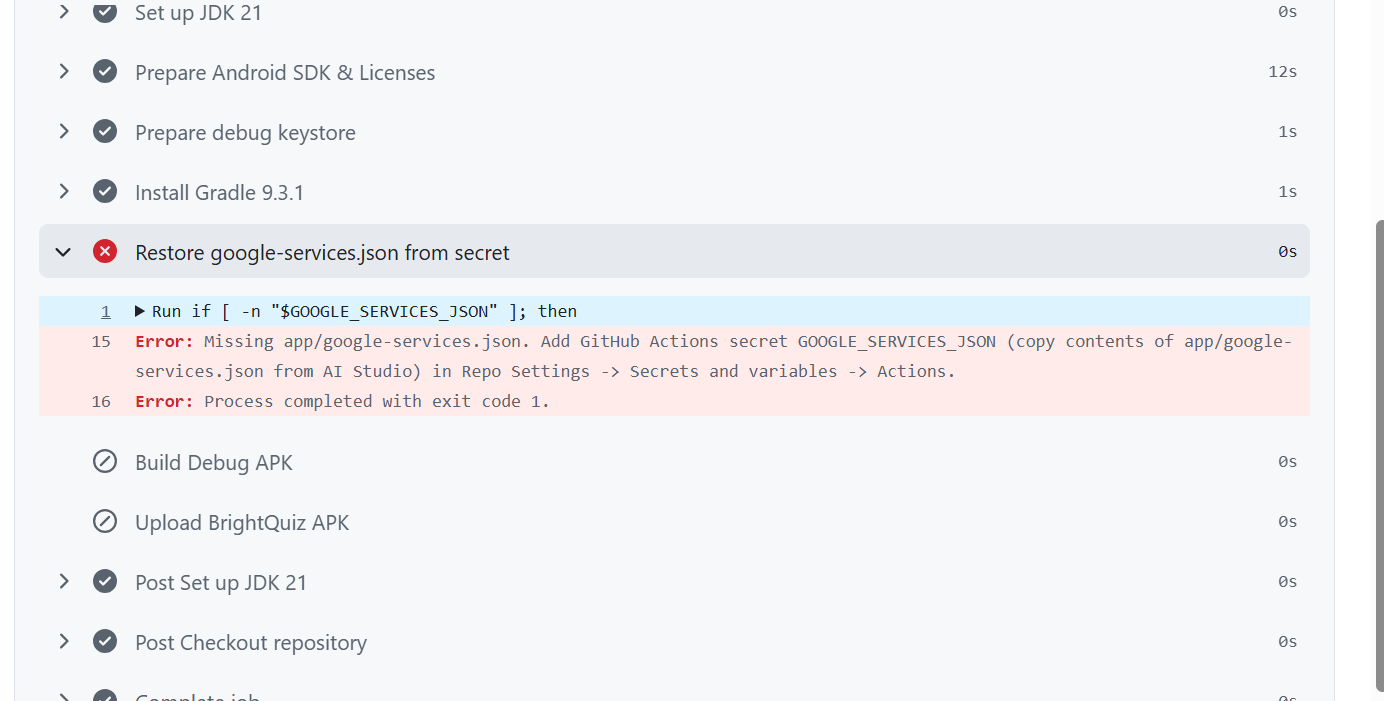 Set up JDK 21 0s
Prepare Android SDK & Licenses 12s
Prepare debug keystore 1s
Install Gradle 9.3.1 1s
Restore google-services.json from secret 0s
1 Run if [ -n "$GOOGLE_SERVICES_JSON" ]; then
15 Error: Missing app/google-services.json. Add GitHub Actions secret GOOGLE_SERVICES_JSON (copy contents of app/google-
services.json from AI Studio) in Repo Settings -> Secrets and variables -> Actions.
16 Error: Process completed with exit code 1.
Build Debug APK 0s
Upload BrightQuiz APK 0s
Post Set up JDK 21 0s
Post Checkout repository 0s
Complete job 0s